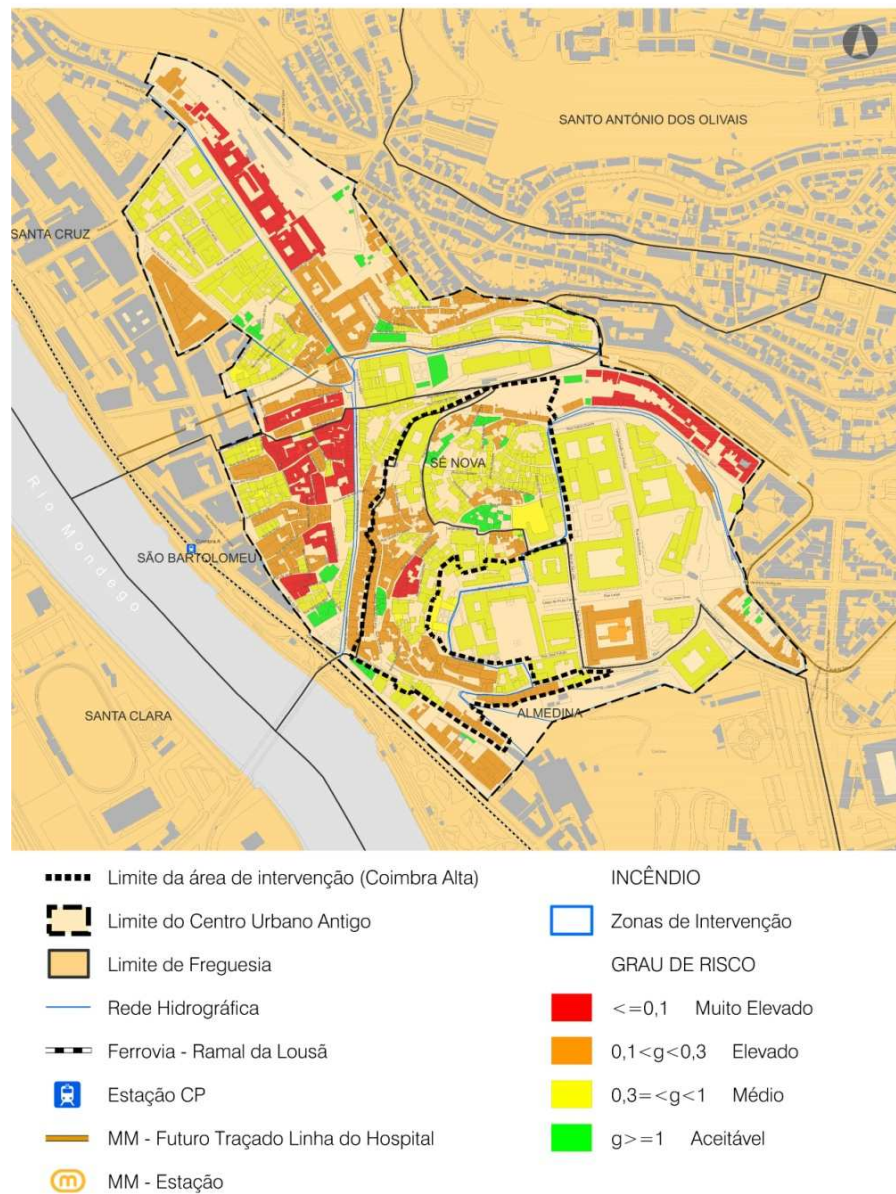 SANTO ANTÓNIO DOS OLIVAIS
SANTA CRUZ
SÉ NOVA
Rio Mondego
Coimbra A
SÃO BARTOLOMEU
SANTA CLARA
ALMEDINA
Limite da área de intervenção (Coimbra Alta)
Limite do Centro Urbano Antigo
Limite de Freguesia
Rede Hidrográfica
Ferrovia - Ramal da Lousã
Estação CP
MM - Futuro Traçado Linha do Hospital
m MM - Estação
INCÊNDIO
Zonas de Intervenção
GRAU DE RISCO
<=0,1 Muito Elevado
0,1<g<0,3 Elevado
0,3=<g<1 Médio
g>=1 Aceitável